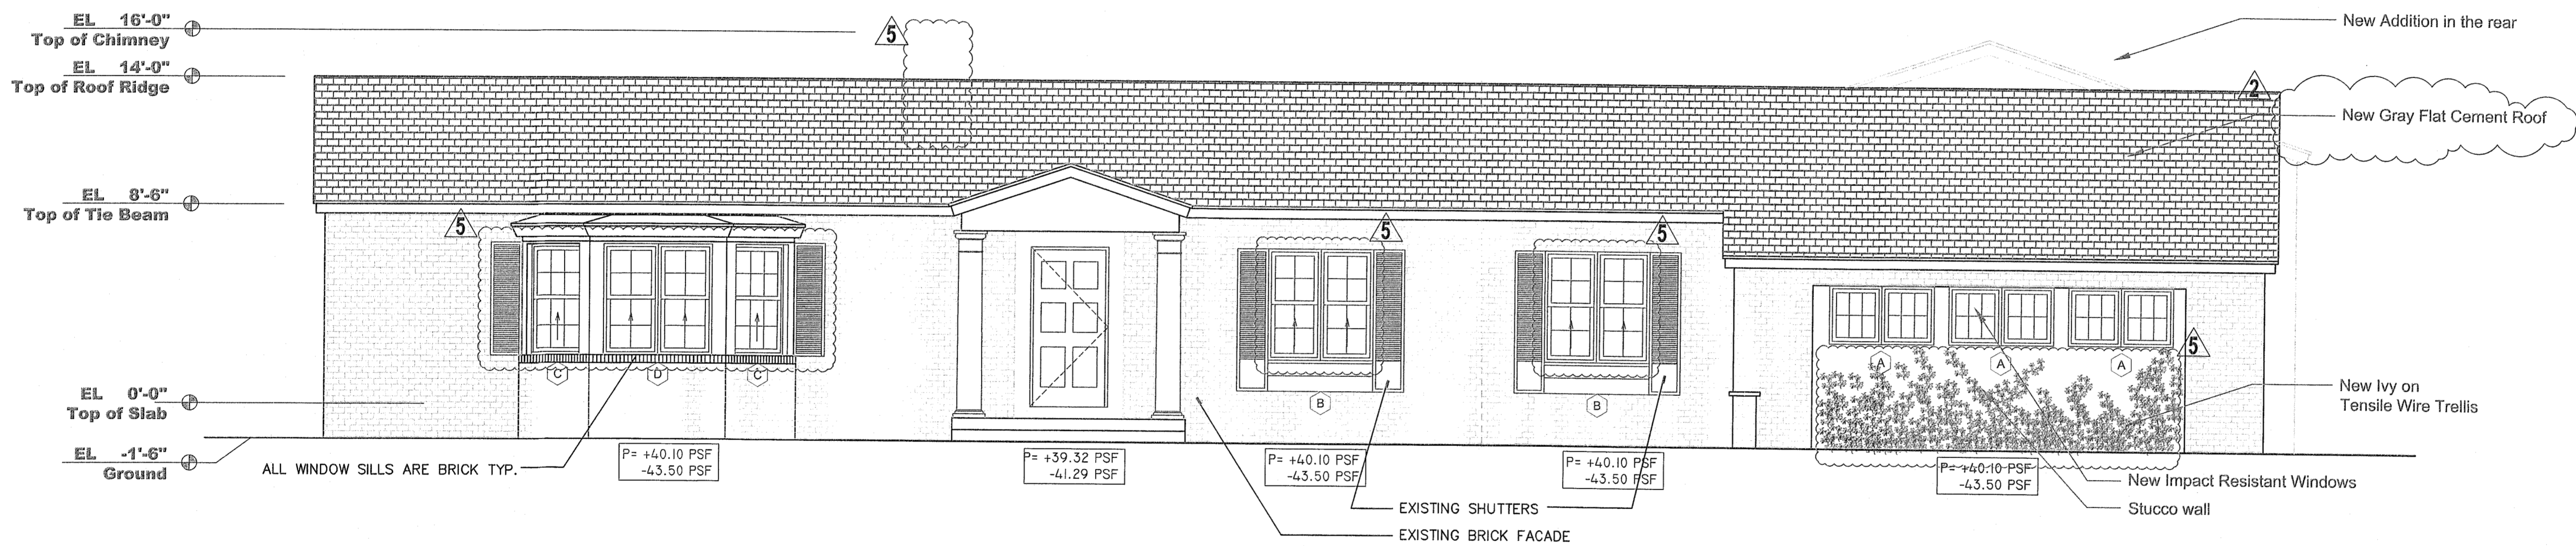 EL 16'-0"
Top of Chimney
EL 14'-0"
Top of Roof Ridge
EL 8'-6"
Top of Tie Beam
EL 0'-0"
Top of Slab
EL -1'-6"
Ground
5
5
5
5
2
5
New Addition in the rear
New Gray Flat Cement Roof
C
D
C
B
B
A
A
A
New Ivy on
Tensile Wire Trellis
ALL WINDOW SILLS ARE BRICK TYP.
P= +40.10 PSF
-43.50 PSF
P= +39.32 PSF
-41.29 PSF
P= +40.10 PSF
-43.50 PSF
P= +40.10 PSF
-43.50 PSF
P= +40.10 PSF
-43.50 PSF
New Impact Resistant Windows
Stucco wall
EXISTING SHUTTERS
EXISTING BRICK FACADE